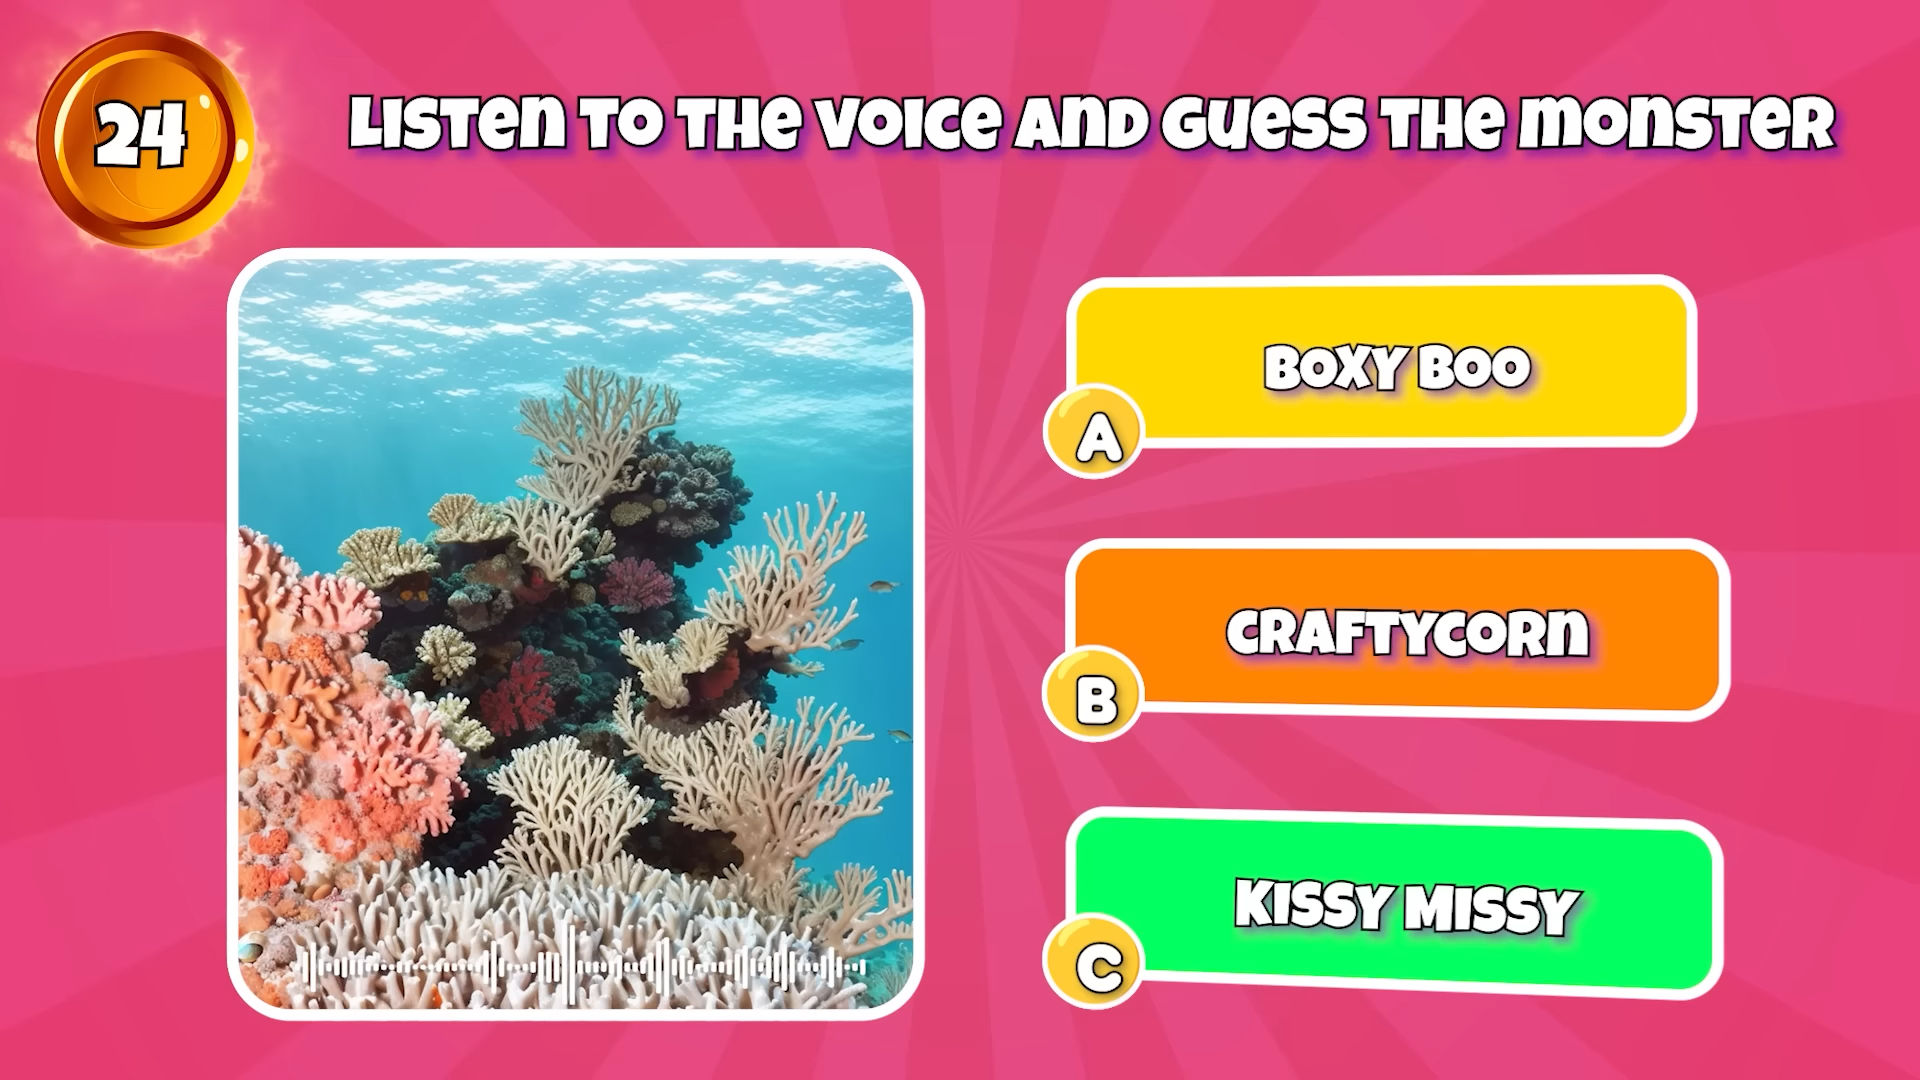 24
LISTEN TO THE VOICE AND GUESS THE MONSTER
BOXY BOO
A
CRAFTYCORN
B
KISSY MISSY
C